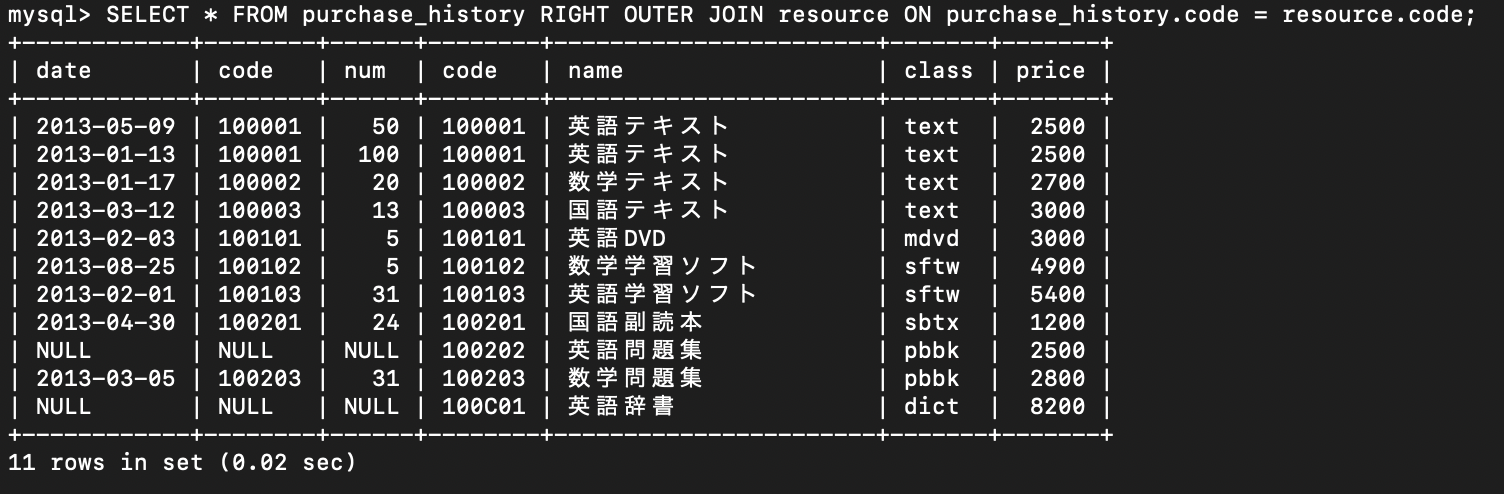 mysql> SELECT * FROM purchase_history RIGHT OUTER JOIN resource ON purchase_history.code = resource.code;
+------------+--------+------+--------+-----------------------+-------+-------+
| date       | code   | num  | code   | name                  | class | price |
+------------+--------+------+--------+-----------------------+-------+-------+
| 2013-05-09 | 100001 |   50 | 100001 | 英語テキスト          | text  |  2500 |
| 2013-01-13 | 100001 |  100 | 100001 | 英語テキスト          | text  |  2500 |
| 2013-01-17 | 100002 |   20 | 100002 | 数学テキスト          | text  |  2700 |
| 2013-03-12 | 100003 |   13 | 100003 | 国語テキスト          | text  |  3000 |
| 2013-02-03 | 100101 |    5 | 100101 | 英語DVD               | mdvd  |  3000 |
| 2013-08-25 | 100102 |    5 | 100102 | 数学学習ソフト        | sftw  |  4900 |
| 2013-02-01 | 100103 |   31 | 100103 | 英語学習ソフト        | sftw  |  5400 |
| 2013-04-30 | 100201 |   24 | 100201 | 国語副読本            | sbtx  |  1200 |
| NULL       | NULL   | NULL | 100202 | 英語問題集            | pbbk  |  2500 |
| 2013-03-05 | 100203 |   31 | 100203 | 数学問題集            | pbbk  |  2800 |
| NULL       | NULL   | NULL | 100C01 | 英語辞書              | dict  |  8200 |
+------------+--------+------+--------+-----------------------+-------+-------+
11 rows in set (0.02 sec)